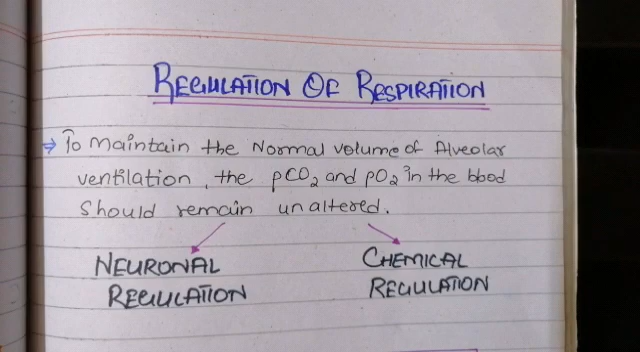 REGULATION OF RESPIRATION
⇒ To maintain the Normal volume of Alveolar
ventilation, the pCO₂ and pO₂ in the blood
should remain unaltered.
NEURONAL CHEMICAL
REGULATION REGULATION